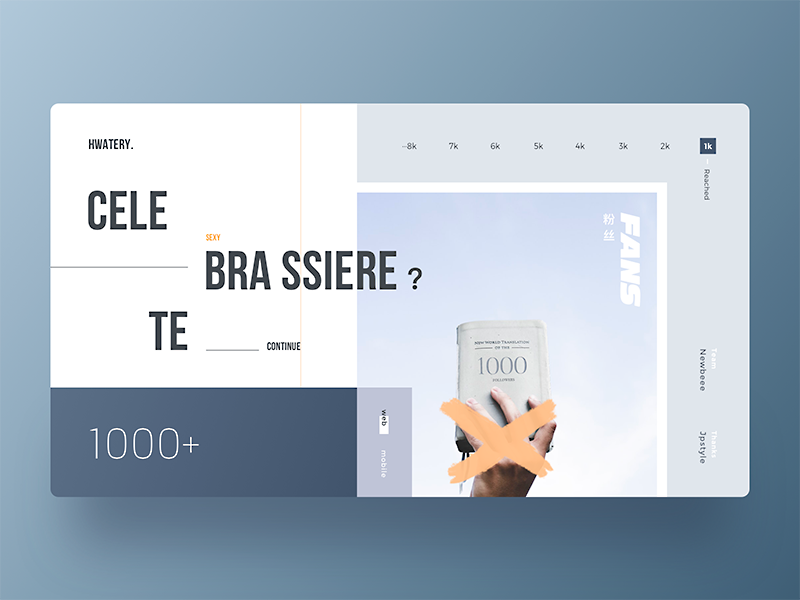 HWATERY.
~8k 7k 6k 5k 4k 3k 2k 1k
Reached
CELE
SEXY
BRA SSIERE ?
TE
CONTINUE
1000+
web
mobile
粉丝
FANS
NEW WORLD TRANSLATION
OF THE
1000
FOLLOWERS
Team
Newbeee
Thanks
Jpstyle